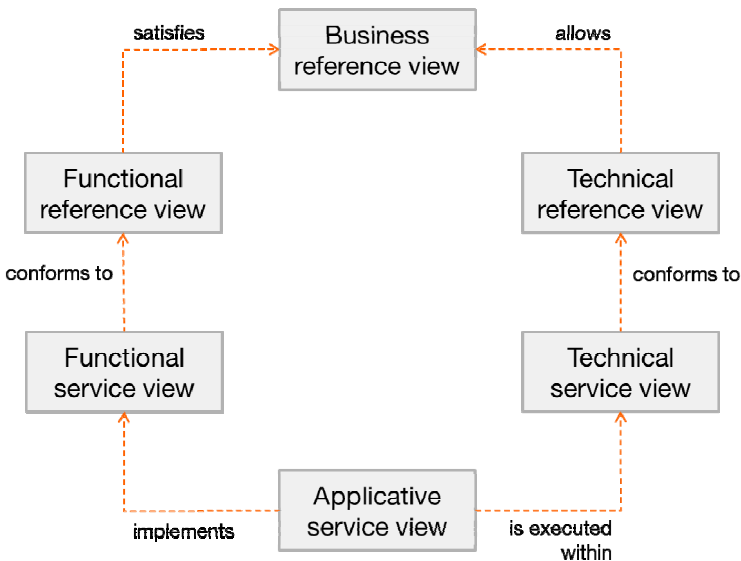 satisfies
Business
reference view
allows
Functional
reference view
Technical
reference view
conforms to
conforms to
Functional
service view
Technical
service view
Applicative
service view
implements
is executed
within